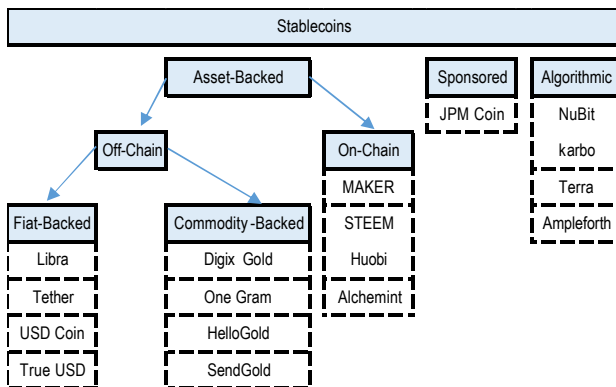 Stablecoins
Asset-Backed
Sponsored
Algorithmic
JPM Coin
NuBit
Off-Chain
On-Chain
karbo
MAKER
Terra
Fiat-Backed
Commodity-Backed
STEEM
Ampleforth
Libra
Digix Gold
Huobi
Tether
One Gram
Alchemint
USD Coin
HelloGold
True USD
SendGold